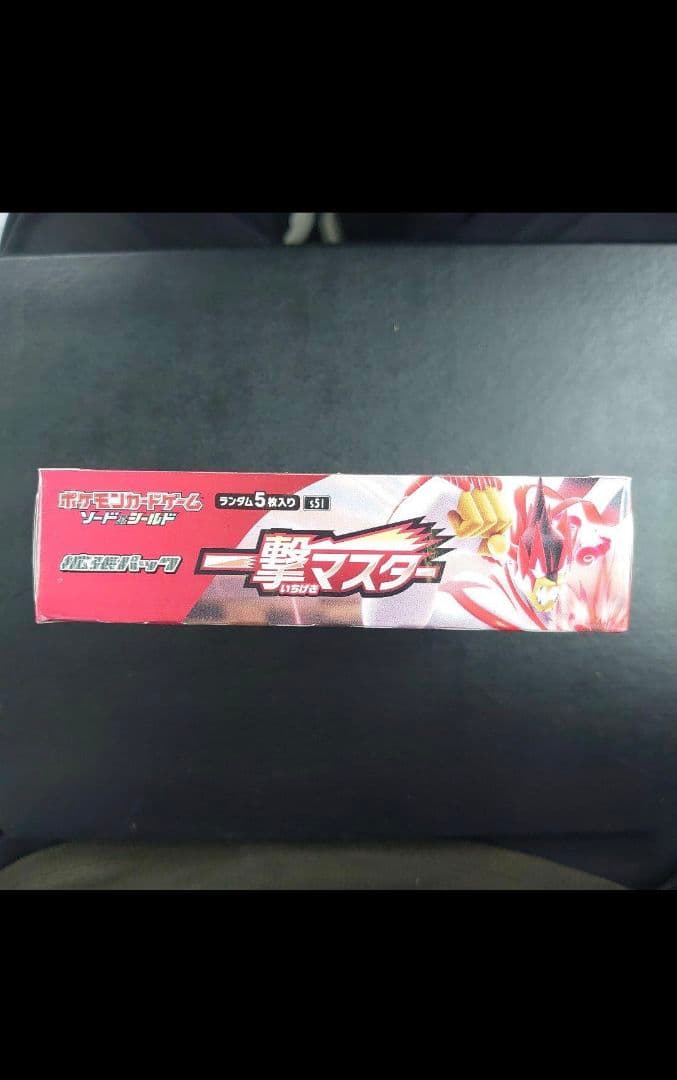 ポケモンカードゲーム
ソード&シールド
ランダム5枚入り s5I
拡張パック
一撃マスター
いちげき